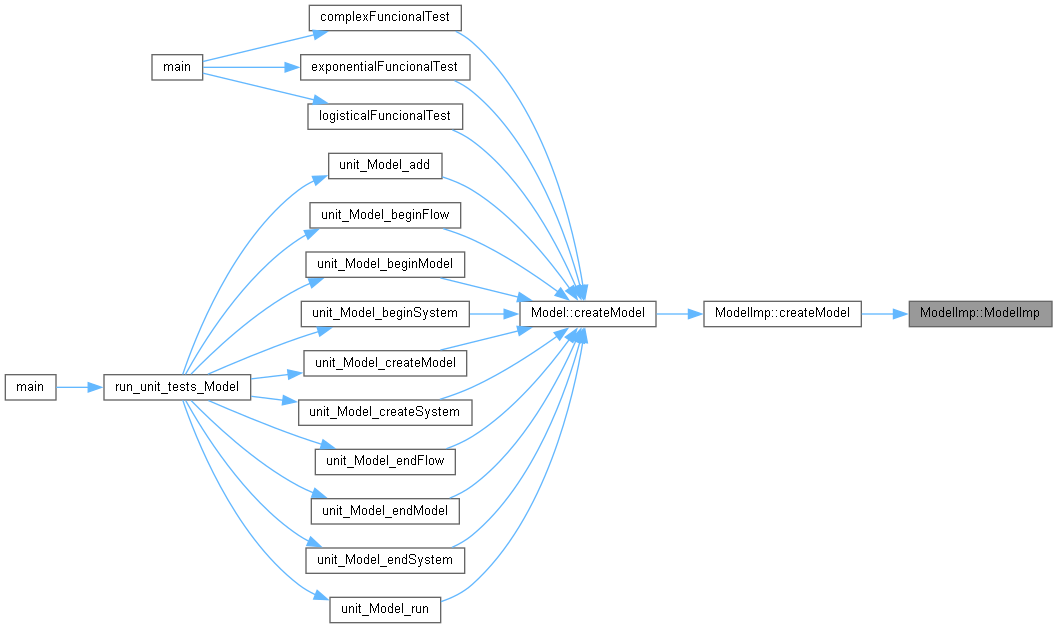 complexFuncionalTest
main
exponentialFuncionalTest
logisticalFuncionalTest
unit_Model_add
unit_Model_beginFlow
unit_Model_beginModel
unit_Model_beginSystem
Model::createModel
ModelImp::createModel
ModelImp::ModelImp
unit_Model_createModel
main
run_unit_tests_Model
unit_Model_createSystem
unit_Model_endFlow
unit_Model_endModel
unit_Model_endSystem
unit_Model_run